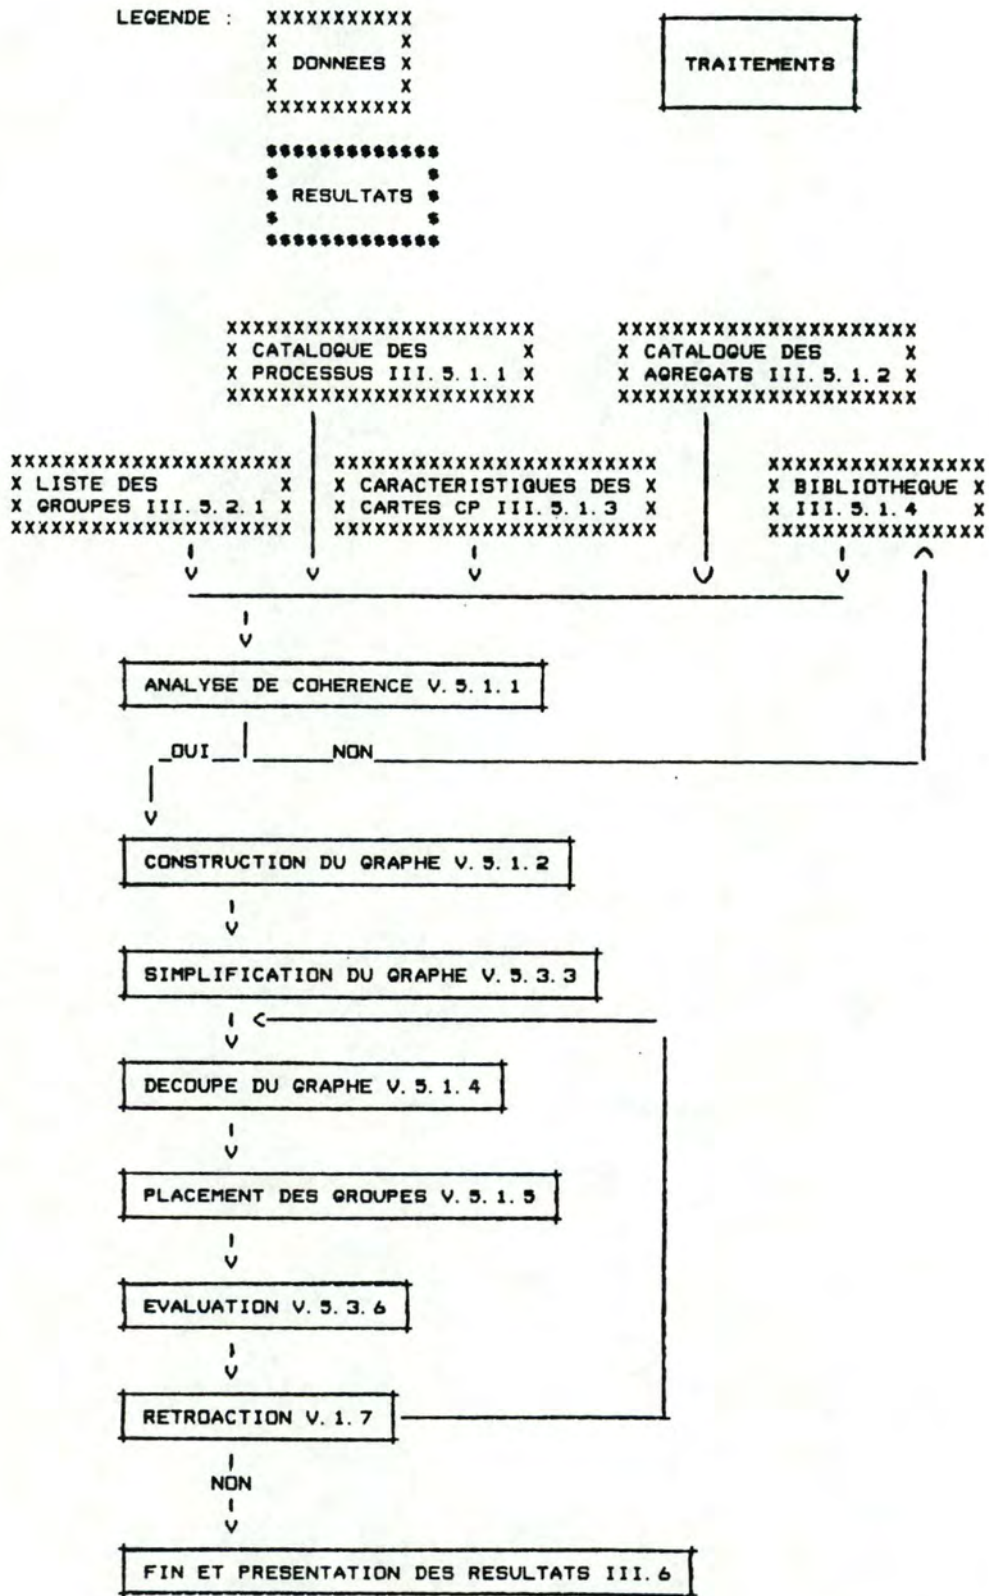 LEGENDE :
XXXXXXXXXXX
X X
X DONNEES X
X X
XXXXXXXXXXX
TRAITEMENTS
$$$$$$$$$$$$$
$ $
$ RESULTATS $
$ $
$$$$$$$$$$$$$
XXXXXXXXXXXXXXXXXXXXXXX
X CATALOGUE DES X
X PROCESSUS III.5.1.1 X
XXXXXXXXXXXXXXXXXXXXXXX
XXXXXXXXXXXXXXXXXXXXXX
X CATALOGUE DES X
X AGREGATS III.5.1.2 X
XXXXXXXXXXXXXXXXXXXXXX
XXXXXXXXXXXXXXXXXXXXX
X LISTE DES X
X GROUPES III.5.2.1 X
XXXXXXXXXXXXXXXXXXXXX
XXXXXXXXXXXXXXXXXXXXXXXX
X CARACTERISTIQUES DES X
X CARTES CP III.5.1.3 X
XXXXXXXXXXXXXXXXXXXXXXXX
XXXXXXXXXXXXXXXX
X BIBLIOTHEQUE X
X III.5.1.4 X
XXXXXXXXXXXXXXXX
ANALYSE DE COHERENCE V.5.1.1
OUI NON
CONSTRUCTION DU GRAPHE V.5.1.2
SIMPLIFICATION DU GRAPHE V.5.3.3
DECOUPE DU GRAPHE V.5.1.4
PLACEMENT DES GROUPES V.5.1.5
EVALUATION V.5.3.6
RETROACTION V.1.7
NON
FIN ET PRESENTATION DES RESULTATS III.6